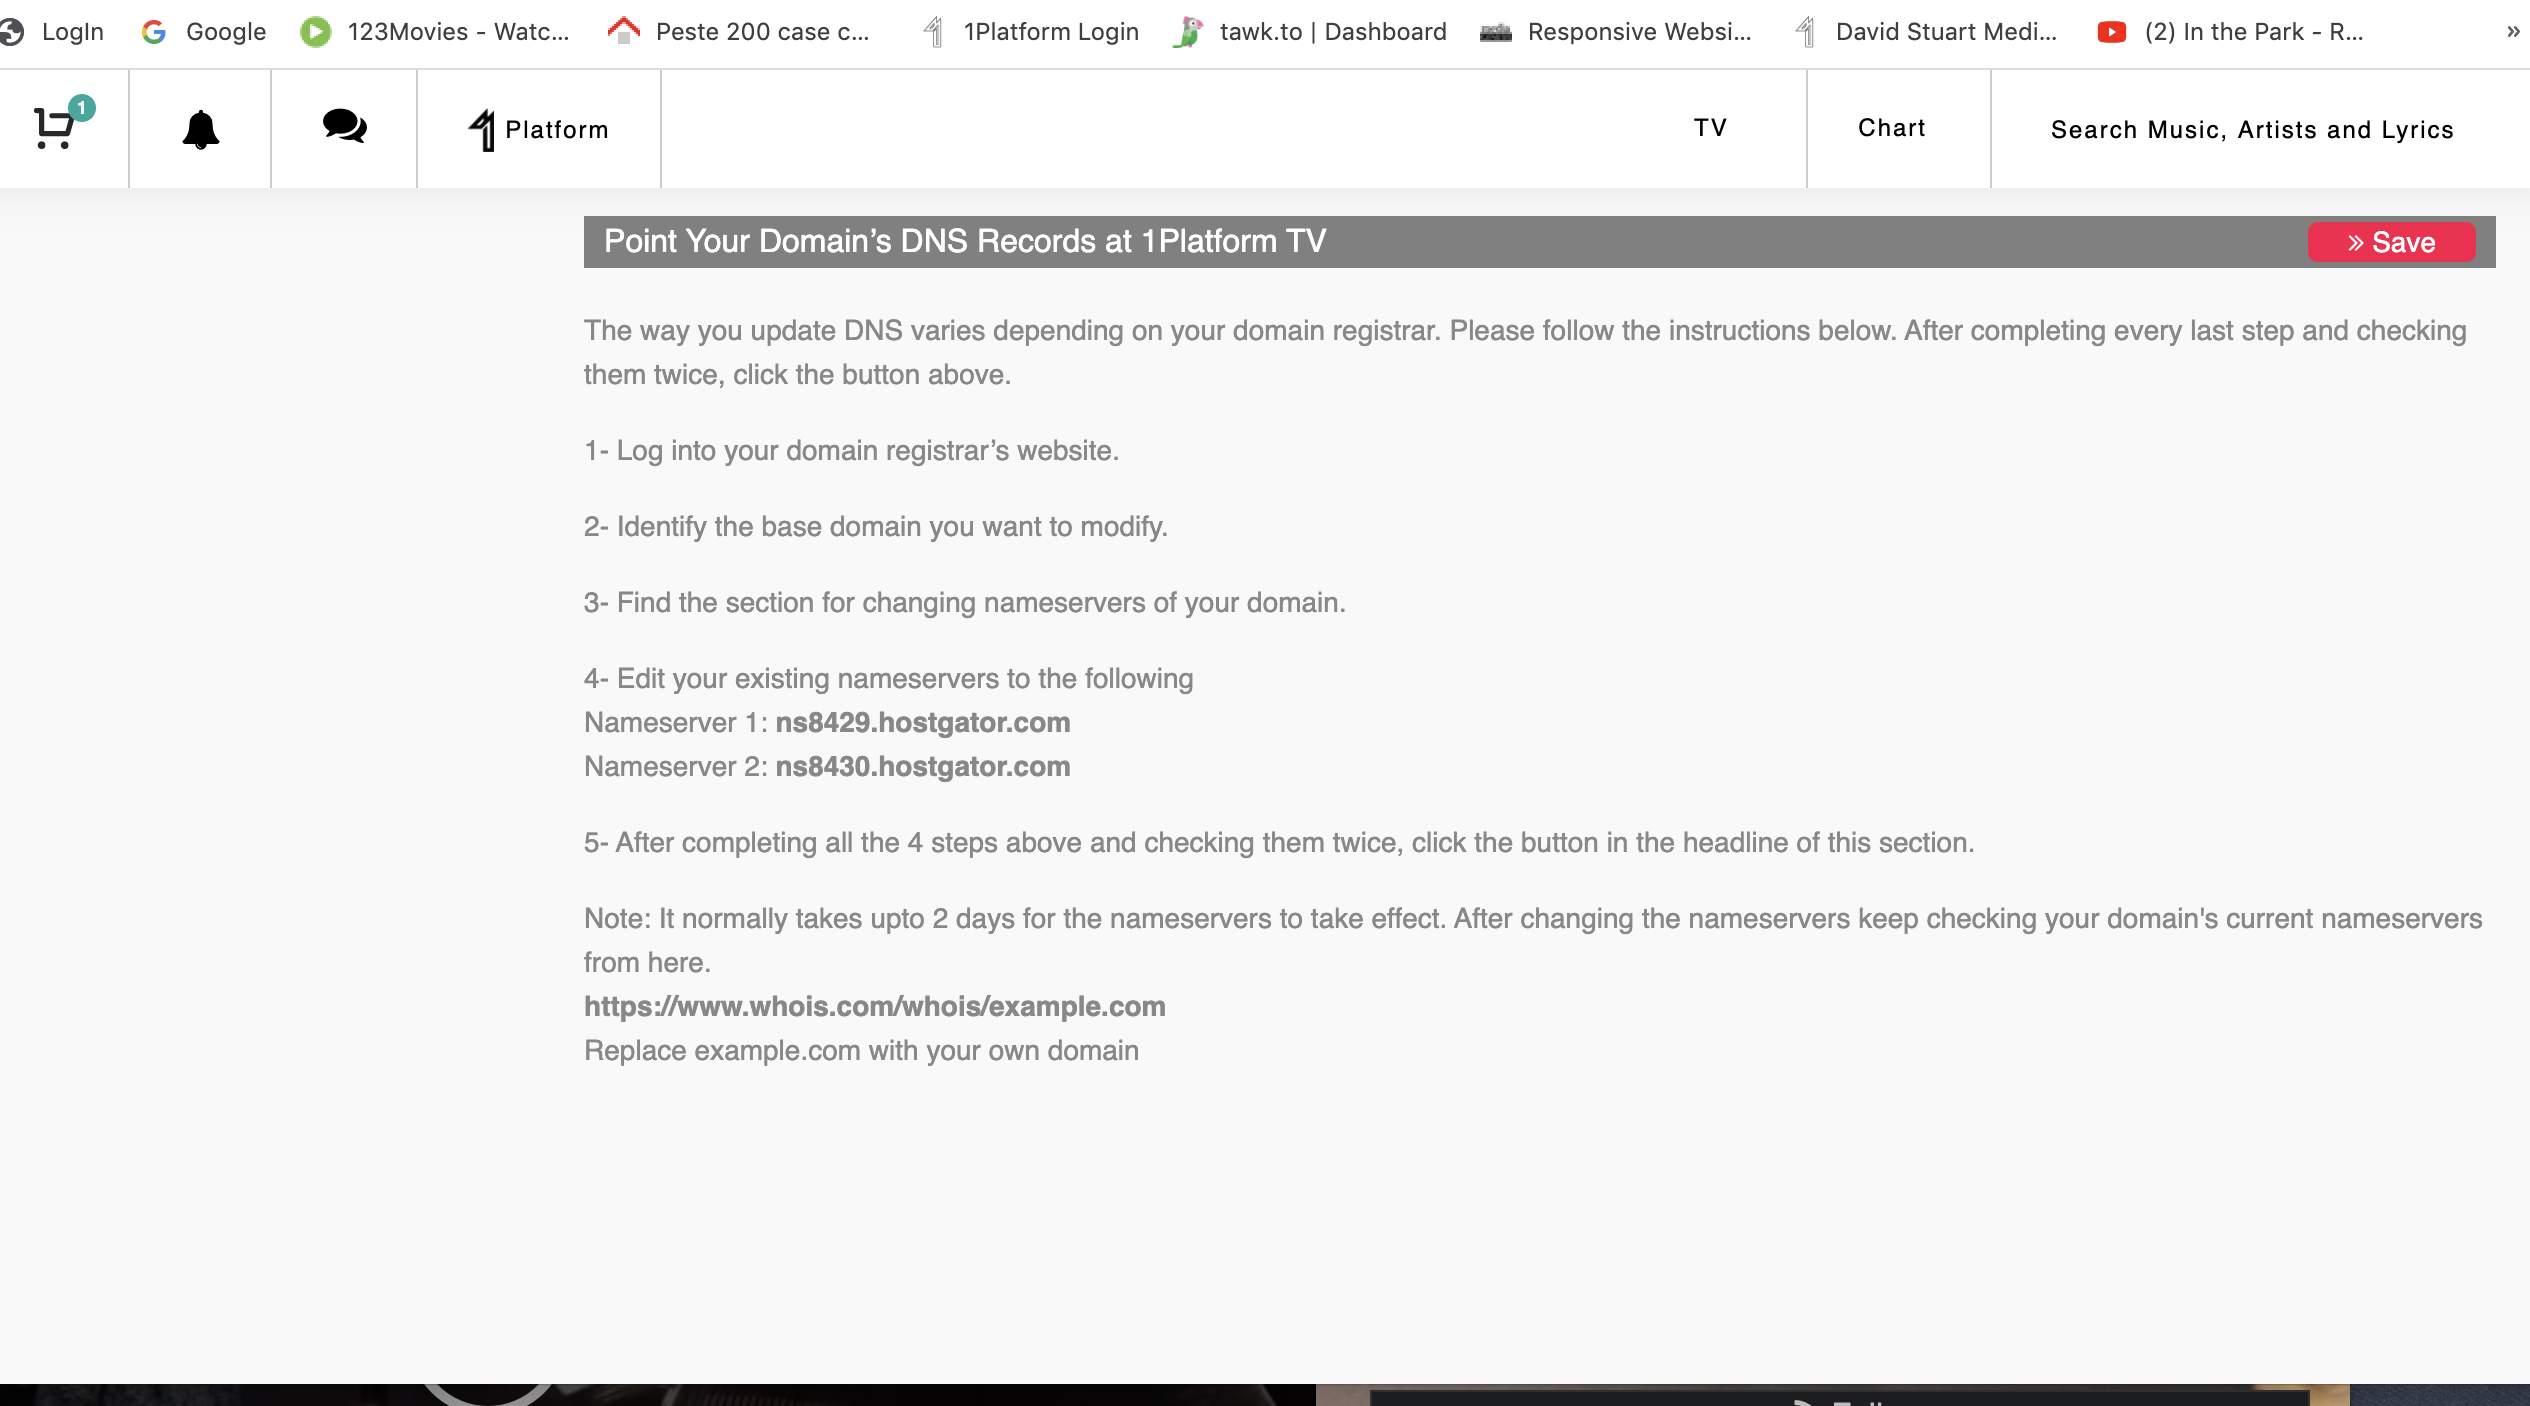 LogIn Google 123Movies - Watc... Peste 200 case c... 1Platform Login tawk.to | Dashboard Responsive Websi... David Stuart Medi... (2) In the Park - R... »
1 Platform TV Chart Search Music, Artists and Lyrics
Point Your Domain’s DNS Records at 1Platform TV » Save
The way you update DNS varies depending on your domain registrar. Please follow the instructions below. After completing every last step and checking
them twice, click the button above.
1- Log into your domain registrar’s website.
2- Identify the base domain you want to modify.
3- Find the section for changing nameservers of your domain.
4- Edit your existing nameservers to the following
Nameserver 1: ns8429.hostgator.com
Nameserver 2: ns8430.hostgator.com
5- After completing all the 4 steps above and checking them twice, click the button in the headline of this section.
Note: It normally takes upto 2 days for the nameservers to take effect. After changing the nameservers keep checking your domain's current nameservers
from here.
https://www.whois.com/whois/example.com
Replace example.com with your own domain